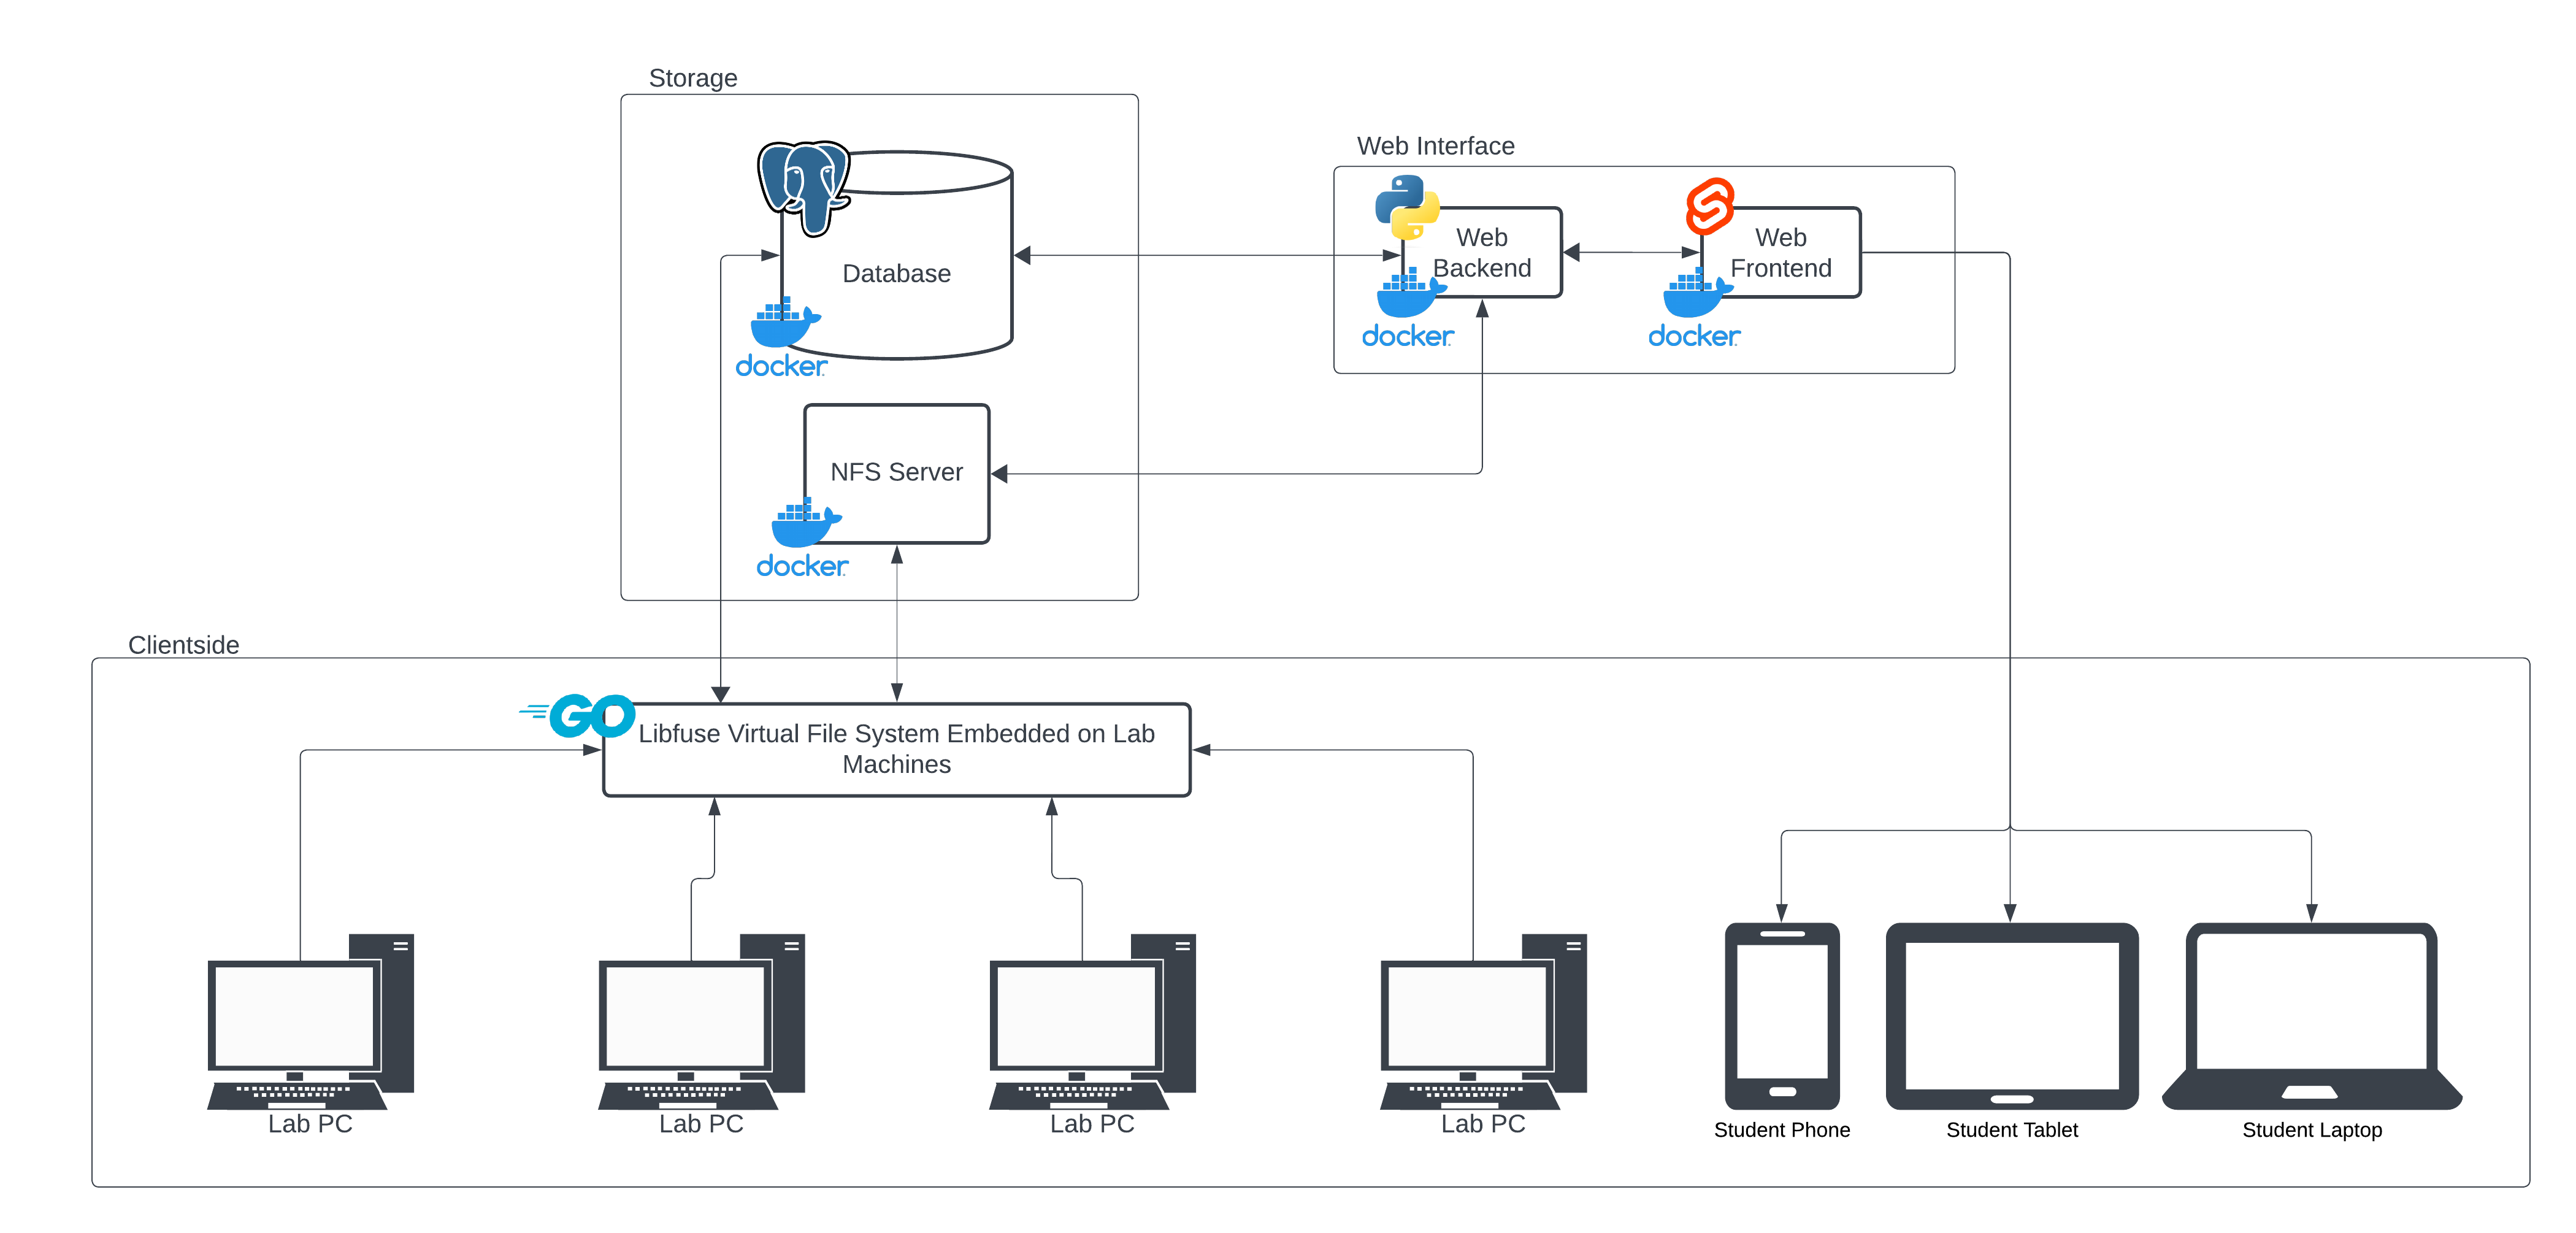 Storage
Database
docker
NFS Server
docker
Web Interface
Web
Backend
docker
Web
Frontend
docker
Clientside
GO
Libfuse Virtual File System Embedded on Lab
Machines
Lab PC
Lab PC
Lab PC
Lab PC
Student Phone
Student Tablet
Student Laptop